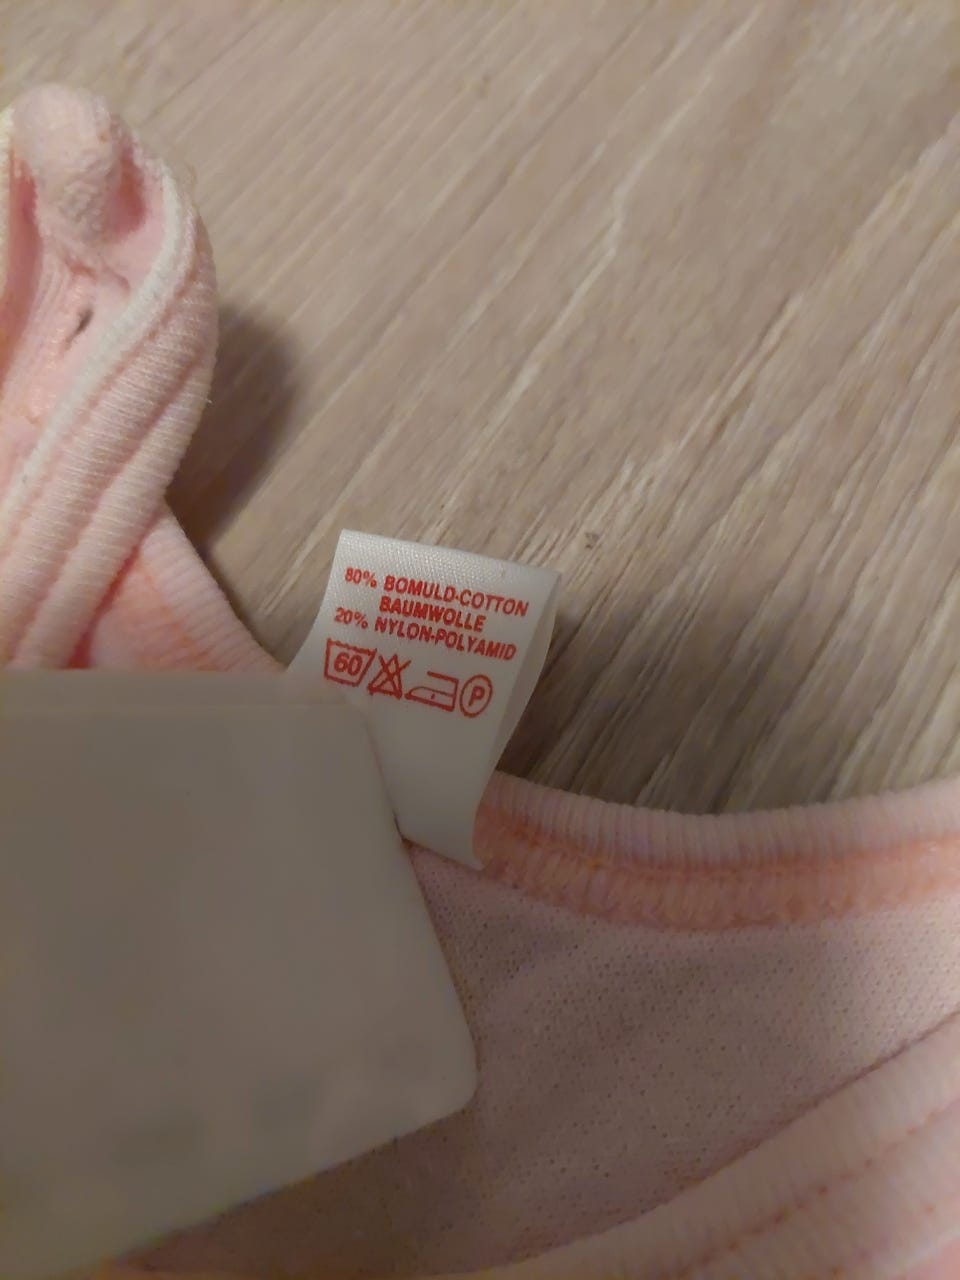 80% BOMULD-COTTON
BAUMWOLLE
20% NYLON-POLYAMID
60 P